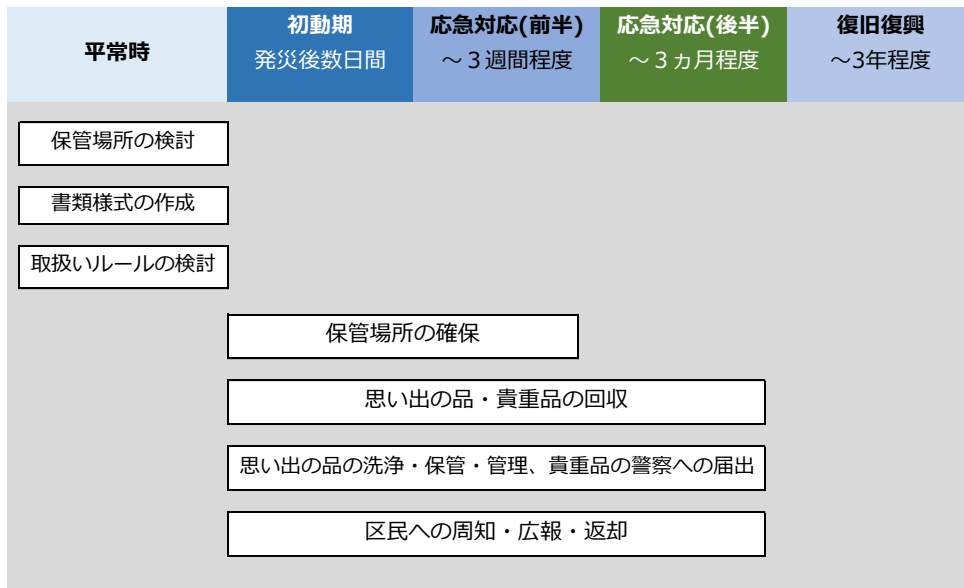 平常時
初動期
発災後数日間
応急対応(前半)
～３週間程度
応急対応(後半)
～３ヵ月程度
復旧復興
～3年程度
保管場所の検討
書類様式の作成
取扱いルールの検討
保管場所の確保
思い出の品・貴重品の回収
思い出の品の洗浄・保管・管理、貴重品の警察への届出
区民への周知・広報・返却